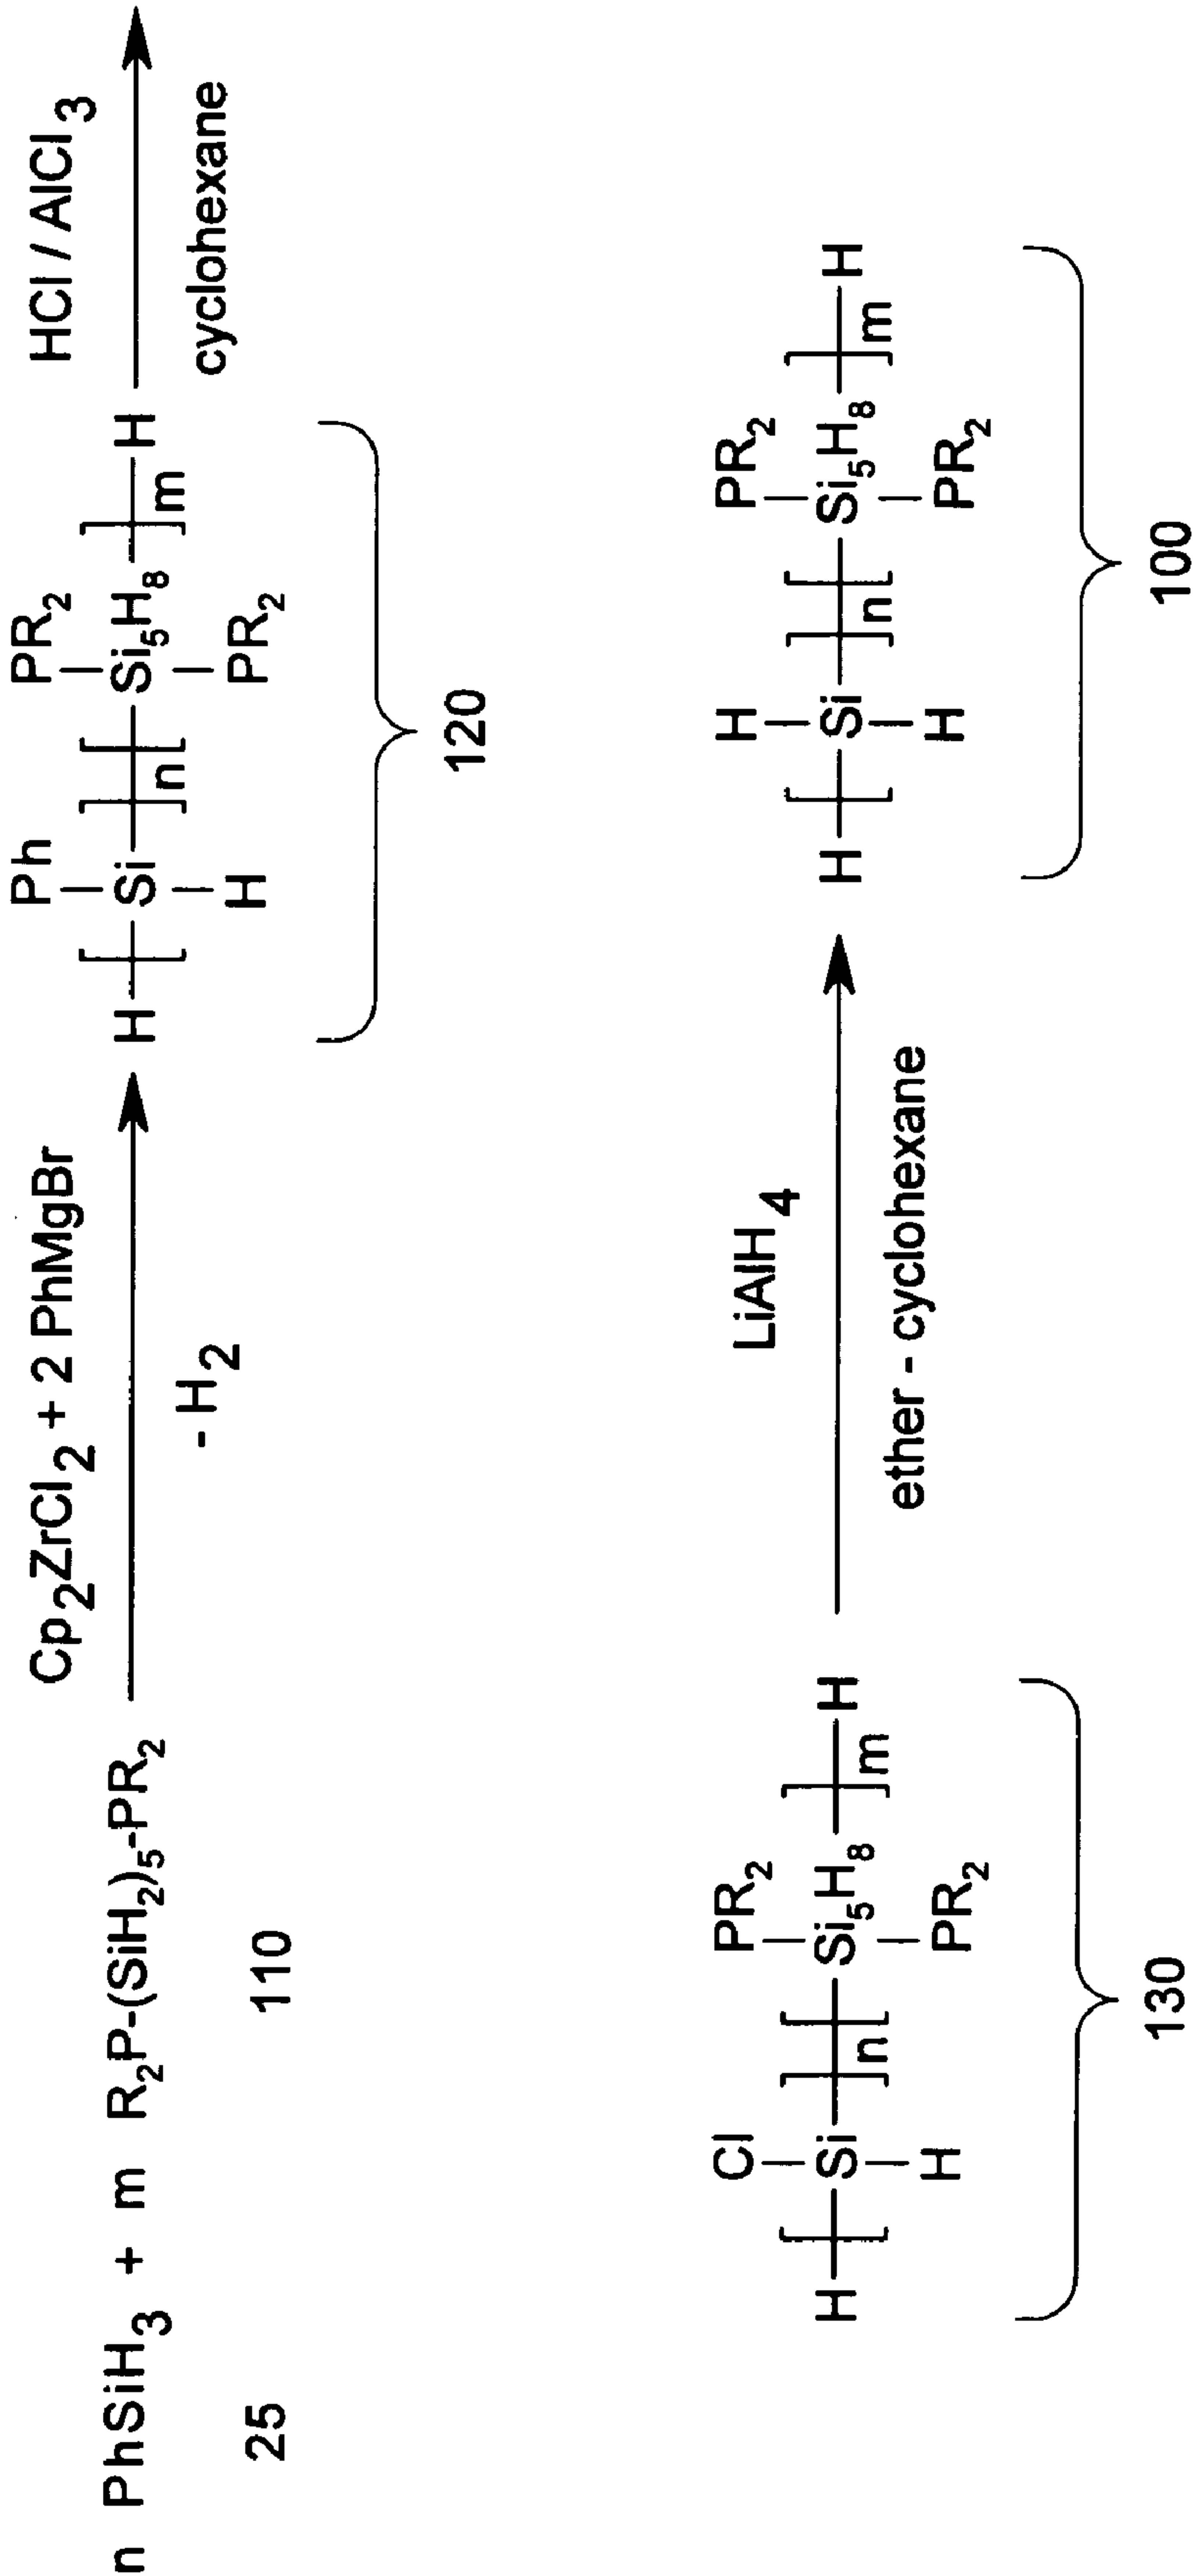 n PhSiH3 + m R2P-(SiH2)5-PR2
25
110
Cp2ZrCl2 + 2 PhMgBr
- H2
Ph PR2
H [ Si ]n [ Si5H8 ]m H
H PR2
120
HCl / AlCl3
cyclohexane
Cl PR2
H [ Si ]n [ Si5H8 ]m H
H PR2
130
LiAlH4
ether - cyclohexane
H PR2
H [ Si ]n [ Si5H8 ]m H
H PR2
100